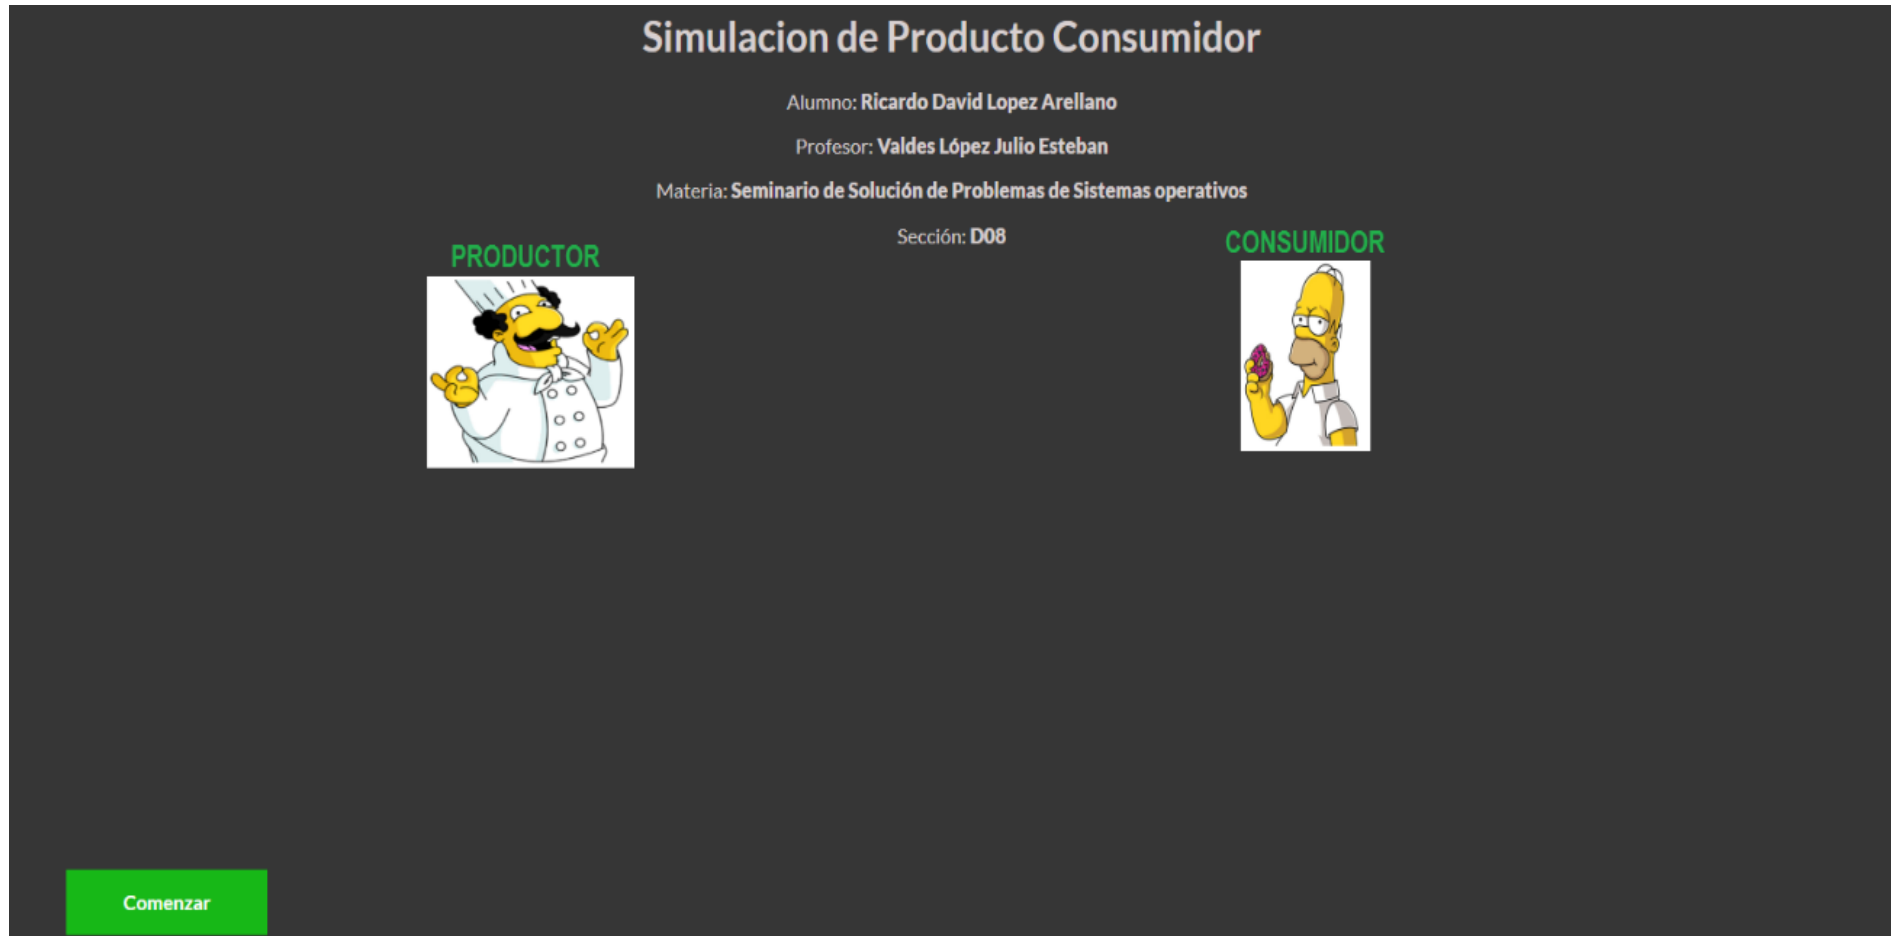 Simulacion de Producto Consumidor
Alumno: Ricardo David Lopez Arellano
Profesor: Valdes López Julio Esteban
Materia: Seminario de Solución de Problemas de Sistemas operativos
Sección: D08
PRODUCTOR
CONSUMIDOR
Comenzar